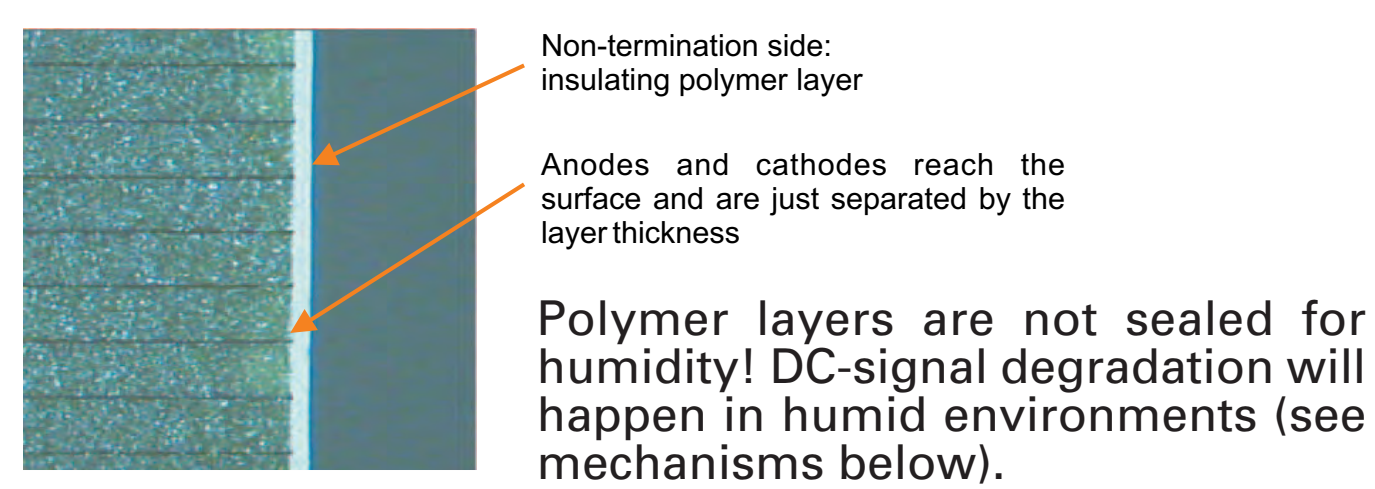 Non-termination side:
insulating polymer layer
Anodes and cathodes reach the
surface and are just separated by the
layer thickness
Polymer layers are not sealed for
humidity! DC-signal degradation will
happen in humid environments (see
mechanisms below).